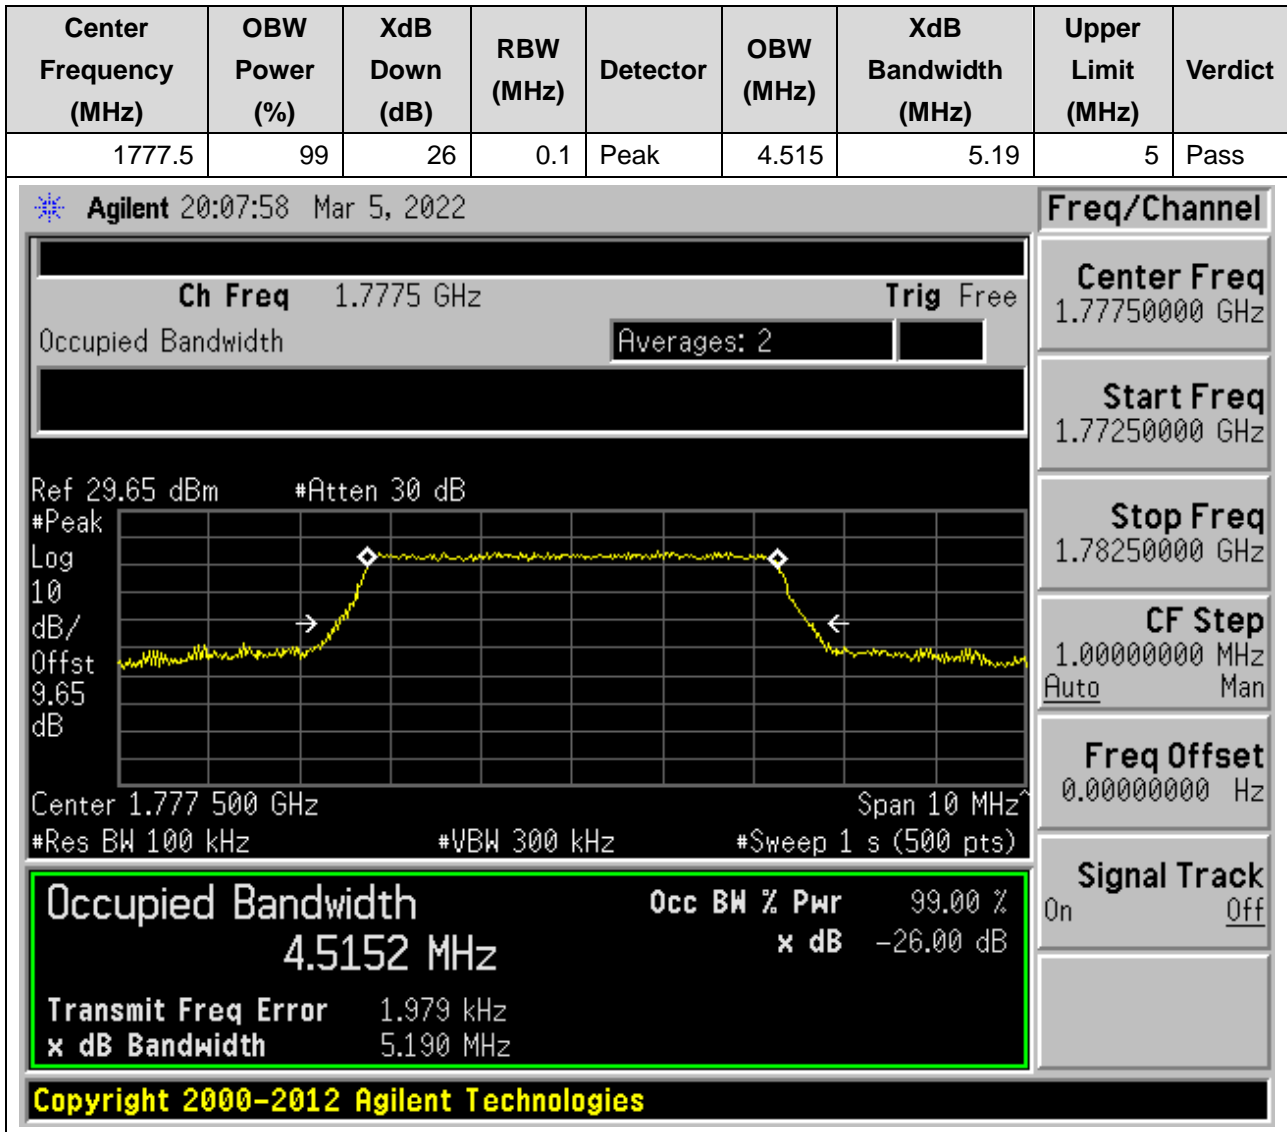 Center Frequency (MHz) OBW Power (%) XdB Down (dB) RBW (MHz) Detector OBW (MHz) XdB Bandwidth (MHz) Upper Limit (MHz) Verdict
1777.5 99 26 0.1 Peak 4.515 5.19 5 Pass
Agilent 20:07:58 Mar 5, 2022
Freq/Channel
Ch Freq 1.7775 GHz Trig Free
Occupied Bandwidth Averages: 2
Ref 29.65 dBm #Atten 30 dB
#Peak
Log
10
dB/
Offst
9.65
dB
Center 1.777 500 GHz Span 10 MHz^
#Res BW 100 kHz #VBW 300 kHz #Sweep 1 s (500 pts)
Occupied Bandwidth Occ BW % Pwr 99.00 %
4.5152 MHz x dB -26.00 dB
Transmit Freq Error 1.979 kHz
x dB Bandwidth 5.190 MHz
Center Freq
1.77750000 GHz
Start Freq
1.77250000 GHz
Stop Freq
1.78250000 GHz
CF Step
1.00000000 MHz
Auto Man
Freq Offset
0.00000000 Hz
Signal Track
On Off
Copyright 2000-2012 Agilent Technologies